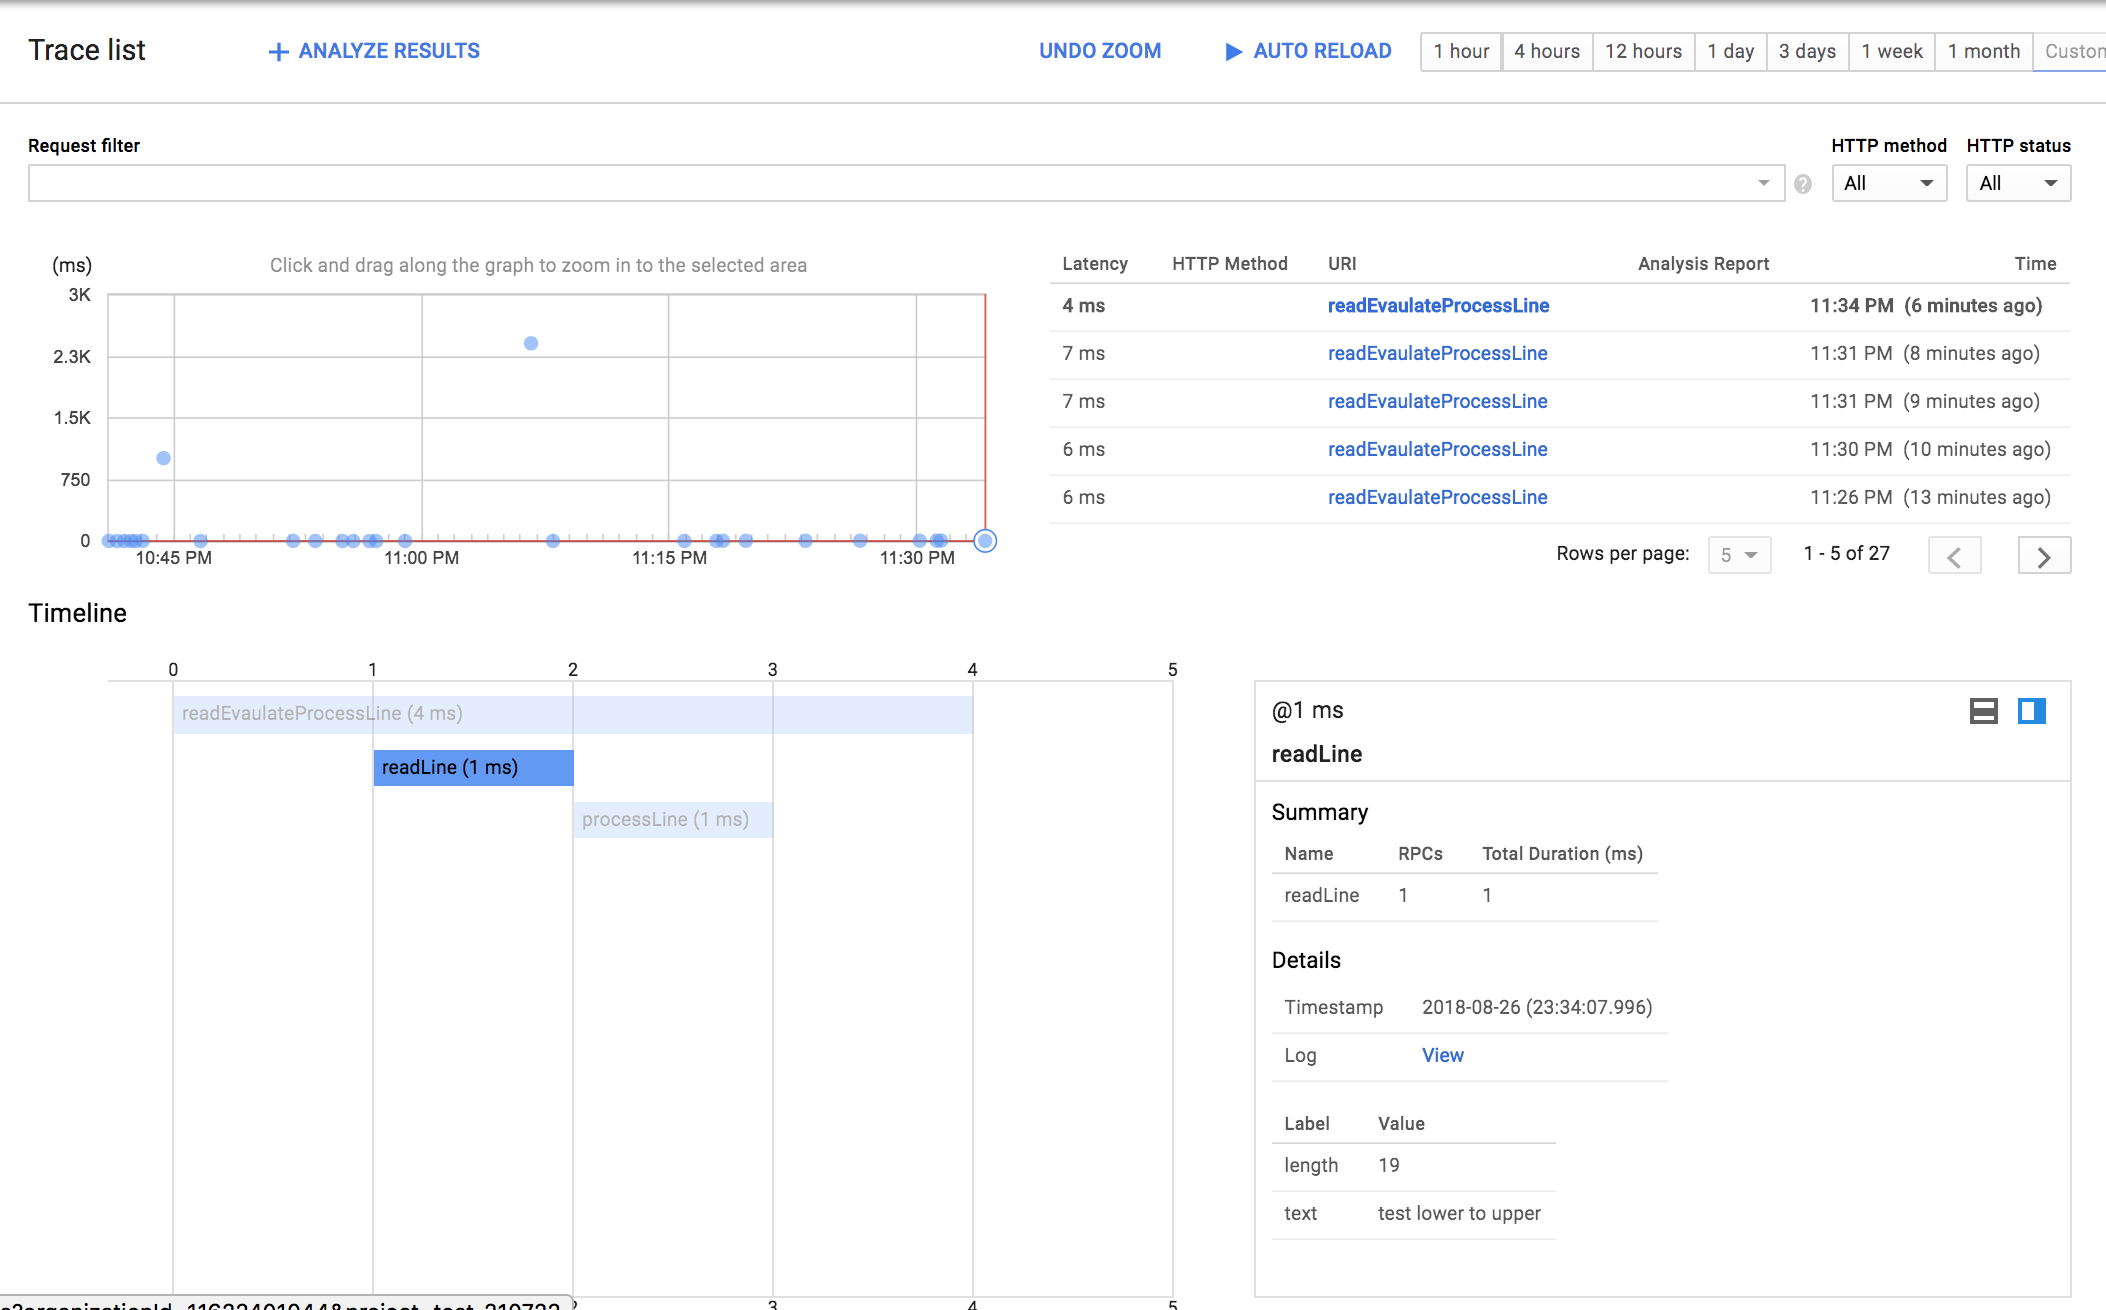 Trace list
+ ANALYZE RESULTS
UNDO ZOOM
AUTO RELOAD
1 hour
4 hours
12 hours
1 day
3 days
1 week
1 month
Request filter
HTTP method
HTTP status
?
All
All
(ms)
Click and drag along the graph to zoom in to the selected area
3K
2.3K
1.5K
750
0
10:45 PM
11:00 PM
11:15 PM
11:30 PM
Latency HTTP Method URI Analysis Report Time
4 ms readEvaulateProcessLine 11:34 PM (6 minutes ago)
7 ms readEvaulateProcessLine 11:31 PM (8 minutes ago)
7 ms readEvaulateProcessLine 11:31 PM (9 minutes ago)
6 ms readEvaulateProcessLine 11:30 PM (10 minutes ago)
6 ms readEvaulateProcessLine 11:26 PM (13 minutes ago)
Rows per page: 5 1 - 5 of 27
Timeline
0 1 2 3 4 5
readEvaulateProcessLine (4 ms)
readLine (1 ms)
processLine (1 ms)
3 4 5
@1 ms
readLine
Summary
Name RPCs Total Duration (ms)
readLine 1 1
Details
Timestamp 2018-08-26 (23:34:07.996)
Log View
Label Value
length 19
text test lower to upper